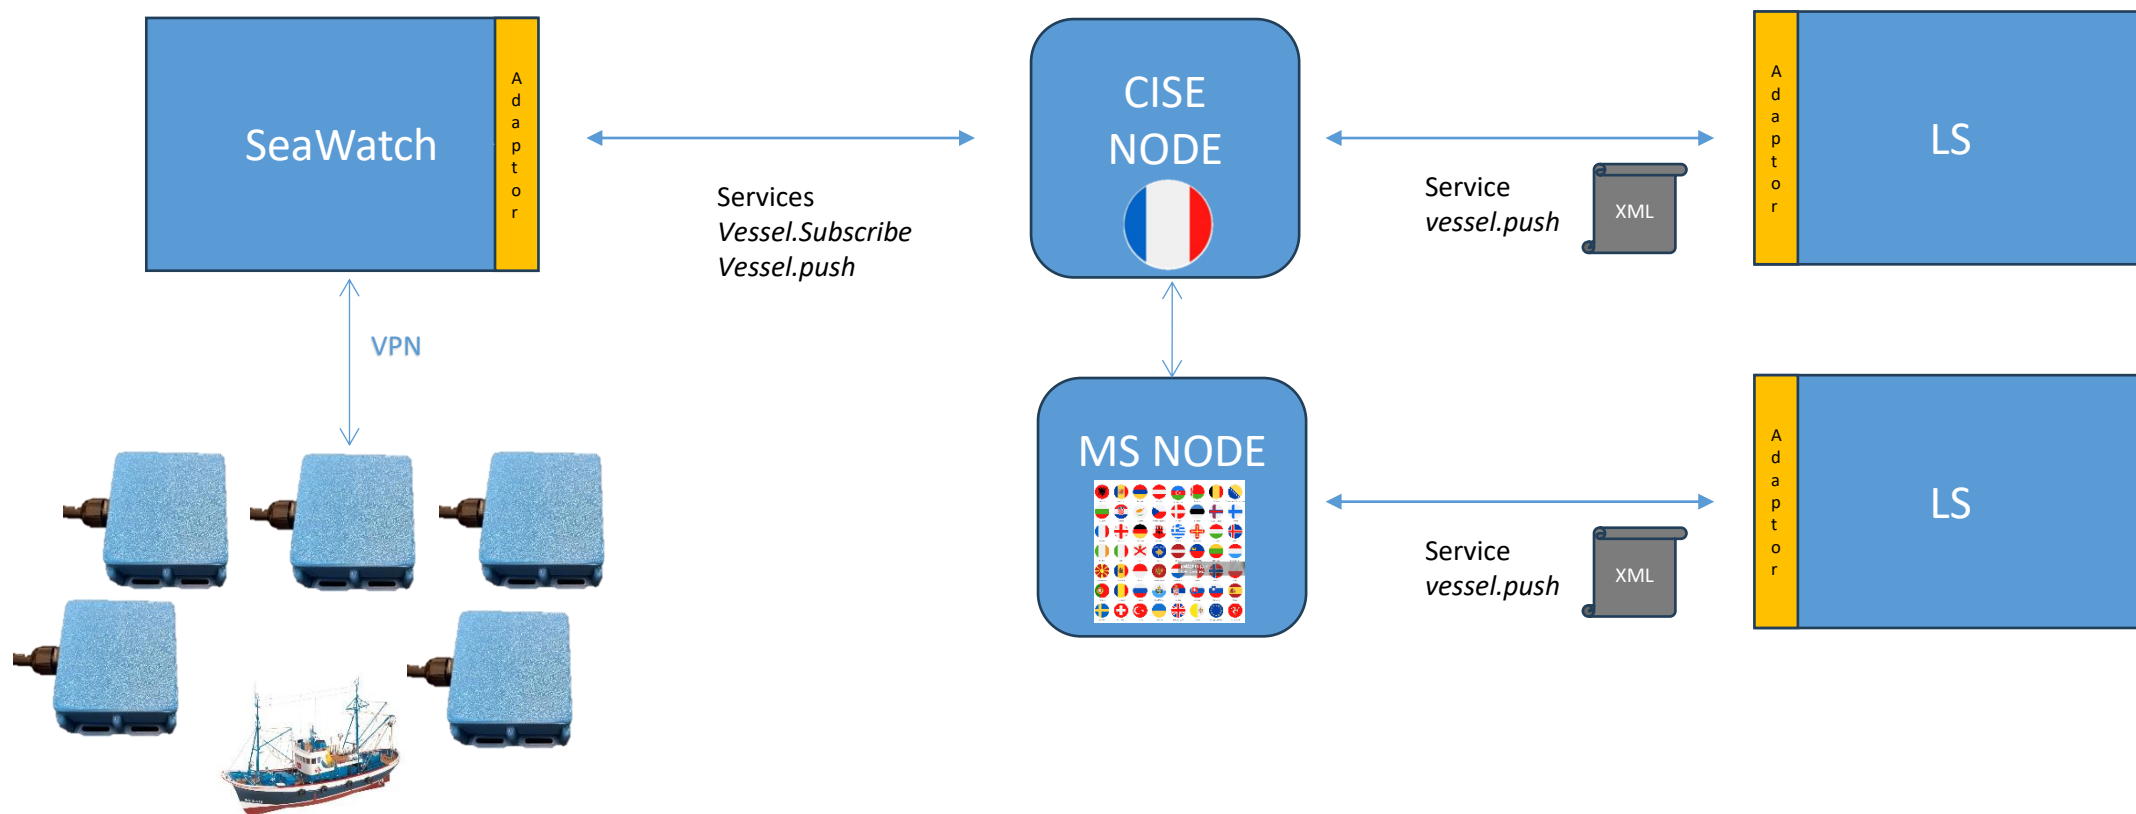 SeaWatch
Adaptor
CISE
NODE
Adaptor
LS
Services
Vessel.Subscribe
Vessel.push
Service
vessel.push
XML
VPN
MS NODE
Adaptor
LS
Service
vessel.push
XML